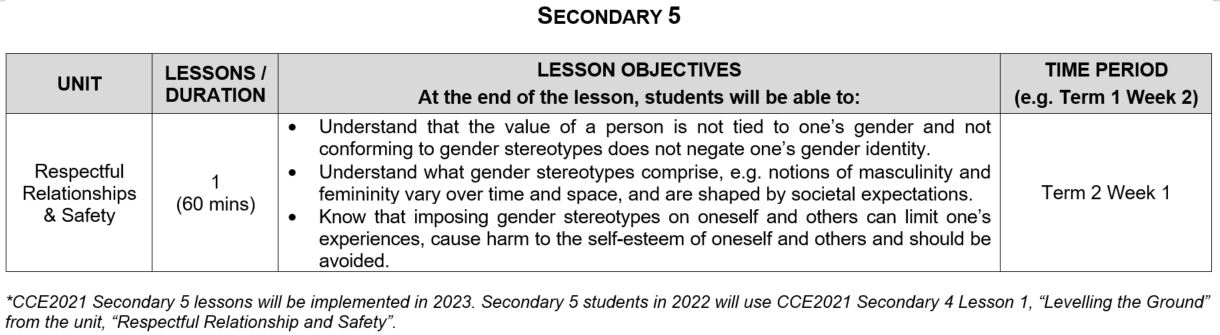 SECONDARY 5
UNIT
LESSONS /
DURATION
LESSON OBJECTIVES
At the end of the lesson, students will be able to:
TIME PERIOD
(e.g. Term 1 Week 2)
Respectful
Relationships
& Safety
1
(60 mins)
• Understand that the value of a person is not tied to one’s gender and not
conforming to gender stereotypes does not negate one’s gender identity.
• Understand what gender stereotypes comprise, e.g. notions of masculinity and
femininity vary over time and space, and are shaped by societal expectations.
• Know that imposing gender stereotypes on oneself and others can limit one’s
experiences, cause harm to the self-esteem of oneself and others and should be
avoided.
Term 2 Week 1
*CCE2021 Secondary 5 lessons will be implemented in 2023. Secondary 5 students in 2022 will use CCE2021 Secondary 4 Lesson 1, “Levelling the Ground”
from the unit, “Respectful Relationship and Safety”.